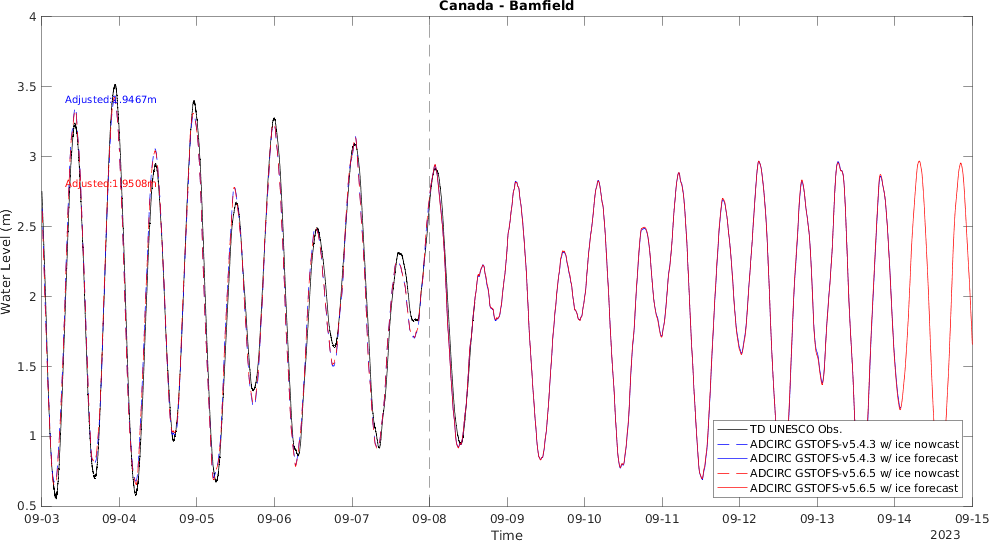 Canada - Bamfield
4
3.5
3
2.5
2
1.5
1
0.5
Water Level (m)
Adjusted:1.9467m
Adjusted:1.9508m
TD UNESCO Obs.
ADCIRC GSTOFS-v5.4.3 w/ ice nowcast
ADCIRC GSTOFS-v5.4.3 w/ ice forecast
ADCIRC GSTOFS-v5.6.5 w/ ice nowcast
ADCIRC GSTOFS-v5.6.5 w/ ice forecast
09-03 09-04 09-05 09-06 09-07 09-08 09-09 09-10 09-11 09-12 09-13 09-14 09-15
Time
2023